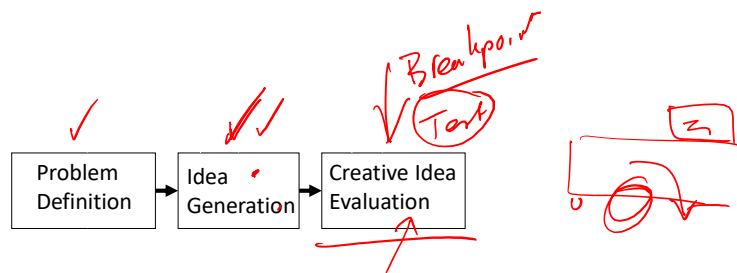 Breakpoint
Test
Problem
Definition
Idea
Generation
Creative Idea
Evaluation